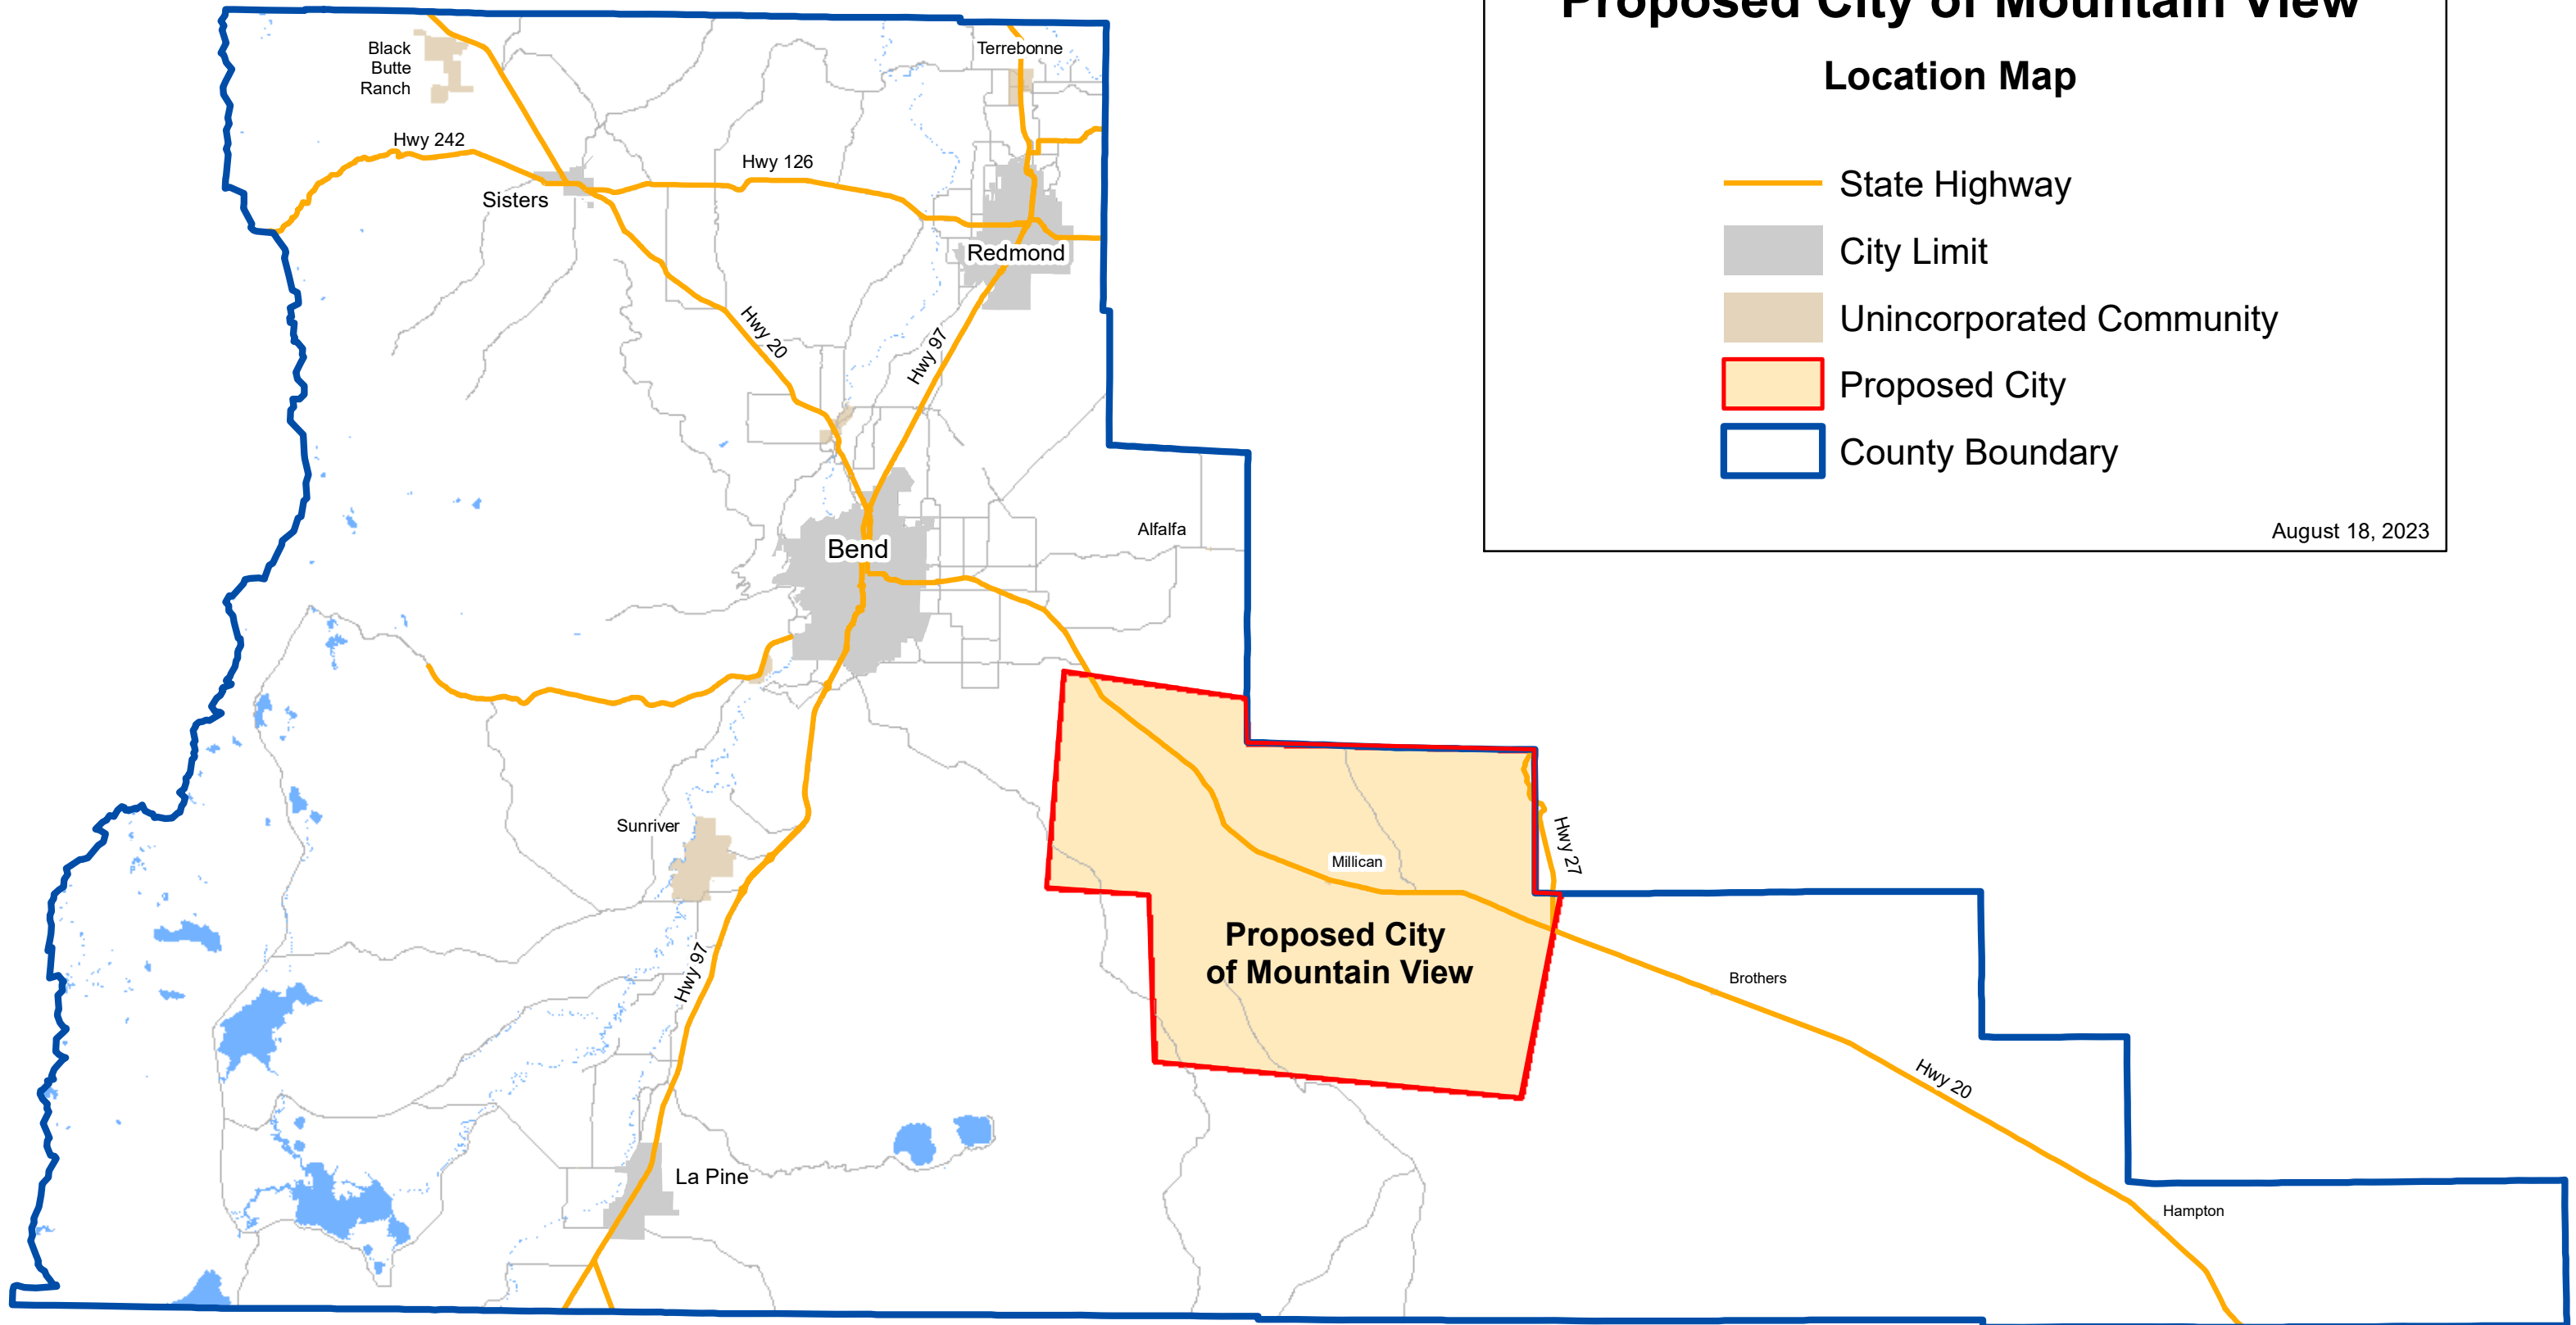 Proposed City of Mountain View
Location Map
State Highway
City Limit
Unincorporated Community
Proposed City
County Boundary
August 18, 2023
Black
Butte
Ranch
Terrebonne
Hwy 242
Hwy 126
Sisters
Redmond
Hwy 20
Hwy 97
Alfalfa
Bend
Sunriver
Millican
Hwy 27
Proposed City
of Mountain View
Hwy 97
Brothers
Hwy 20
La Pine
Hampton